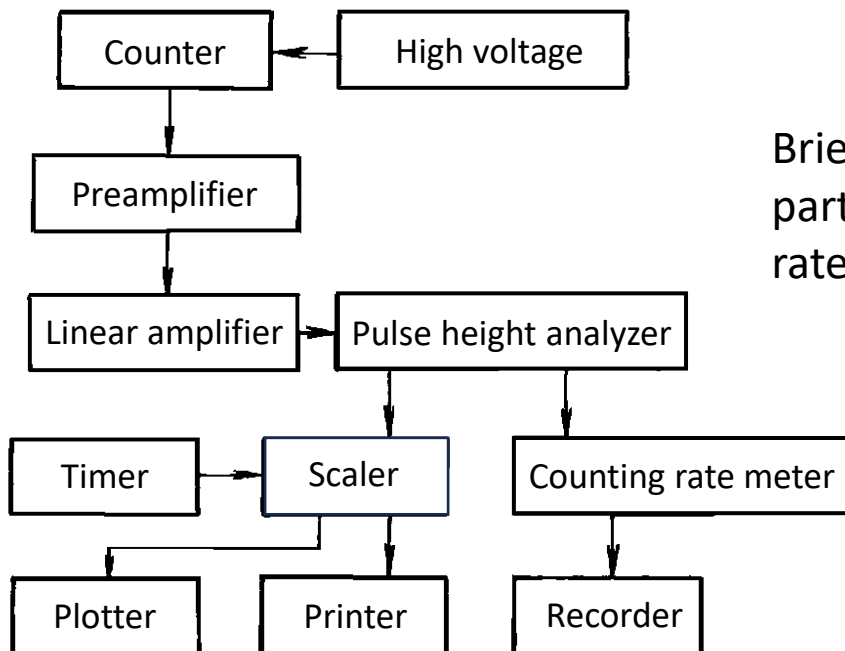 Counter
High voltage
Preamplifier
Linear amplifier
Pulse height analyzer
Timer
Scaler
Counting rate meter
Plotter
Printer
Recorder